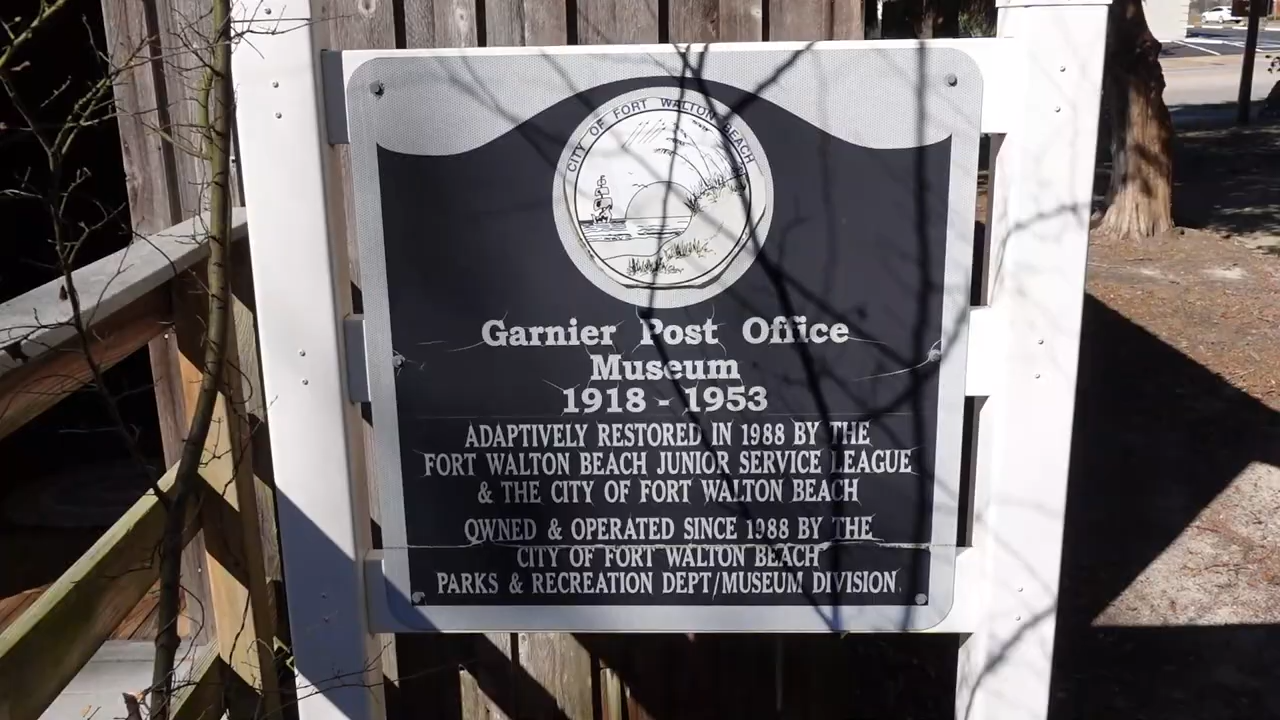 CITY OF FORT WALTON BEACH
Garnier Post Office
Museum
1918 - 1953
ADAPTIVELY RESTORED IN 1988 BY THE
FORT WALTON BEACH JUNIOR SERVICE LEAGUE
& THE CITY OF FORT WALTON BEACH
OWNED & OPERATED SINCE 1988 BY THE
CITY OF FORT WALTON BEACH
PARKS & RECREATION DEPT/MUSEUM DIVISION